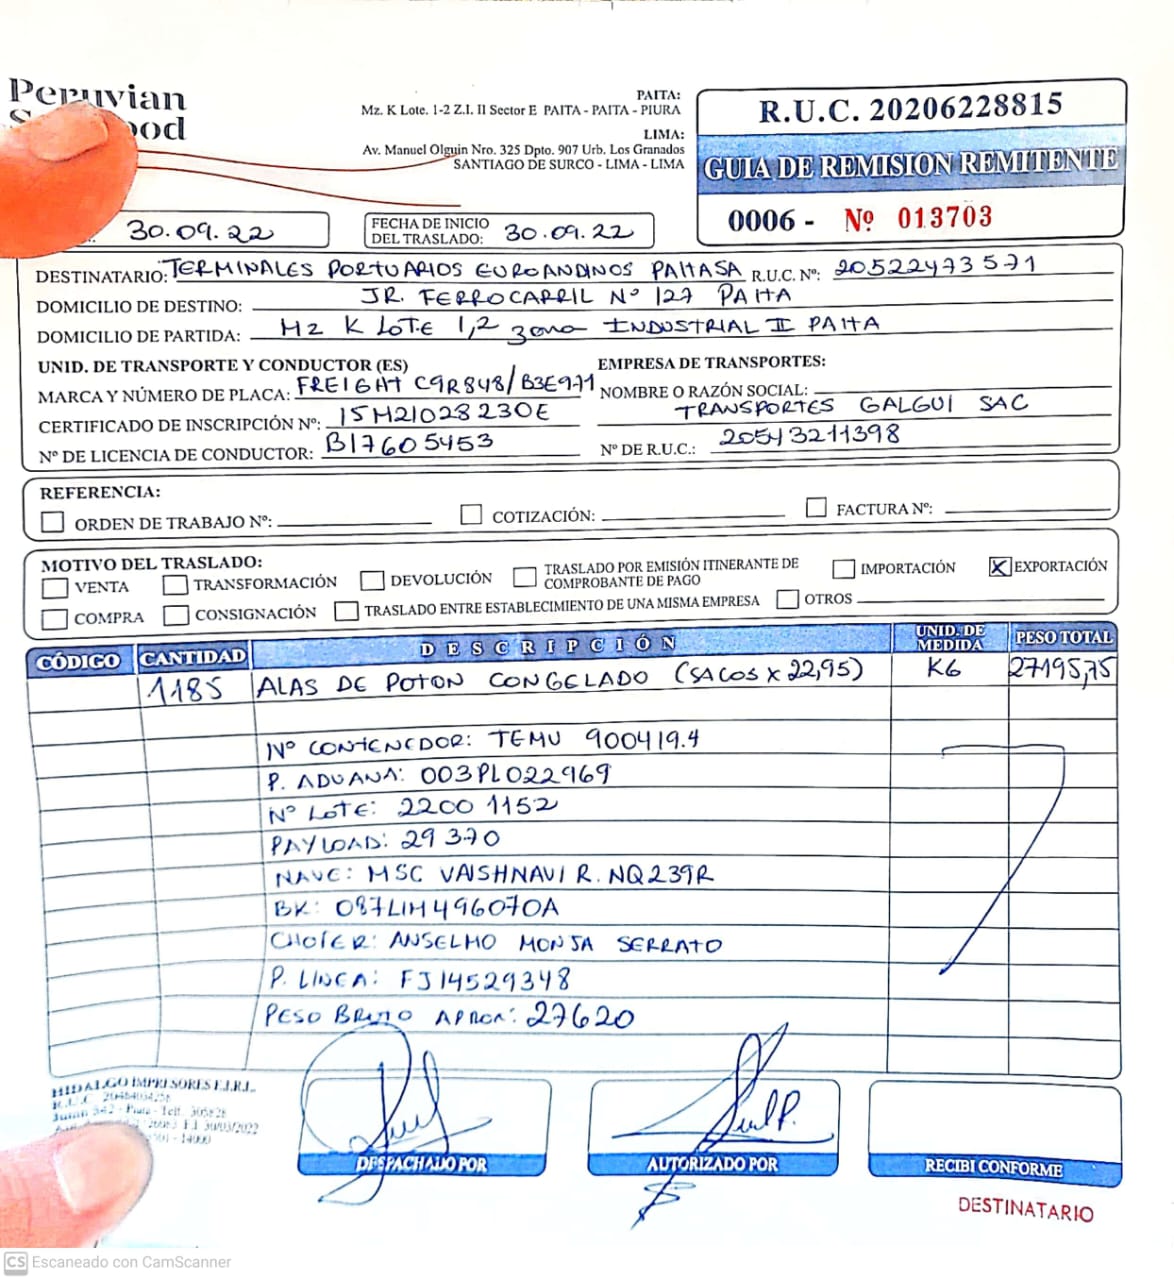 Peruvian
PAITA:
Mz. K Lote. 1-2 Z.I. II Sector E PAITA - PAITA - PIURA
LIMA:
Av. Manuel Olguin Nro. 325 Dpto. 907 Urb. Los Granados
SANTIAGO DE SURCO - LIMA - LIMA
R.U.C. 20206228815
GUIA DE REMISION REMITENTE
0006 - Nº 013703
30.09.22
FECHA DE INICIO
DEL TRASLADO: 30.09.22
DESTINATARIO: TERMINALES PORTUARIOS EUROANDINOS PAITASA R.U.C. Nº: 20522473571
DOMICILIO DE DESTINO: JR. FERROCARRIL Nº 127 PAITA
DOMICILIO DE PARTIDA: Mz K LOTE 1,2 zona INDUSTRIAL II PAITA
UNID. DE TRANSPORTE Y CONDUCTOR (ES)
MARCA Y NÚMERO DE PLACA: FREIGHT C9R848/B3E971
CERTIFICADO DE INSCRIPCIÓN Nº: 15M21028230E
Nº DE LICENCIA DE CONDUCTOR: B17605453
EMPRESA DE TRANSPORTES:
NOMBRE O RAZÓN SOCIAL:
TRANSPORTES GALGUI SAC
Nº DE R.U.C.: 20543211398
REFERENCIA:
ORDEN DE TRABAJO Nº: COTIZACIÓN: FACTURA Nº:
MOTIVO DEL TRASLADO:
VENTA TRANSFORMACIÓN DEVOLUCIÓN TRASLADO POR EMISIÓN ITINERANTE DE COMPROBANTE DE PAGO IMPORTACIÓN X EXPORTACIÓN
COMPRA CONSIGNACIÓN TRASLADO ENTRE ESTABLECIMIENTO DE UNA MISMA EMPRESA OTROS
CÓDIGO CANTIDAD DESCRIPCIÓN UNID. DE MEDIDA PESO TOTAL
1185 ALAS DE POTON CONGELADO (SACOS x 22,95) KG 27195,75
Nº CONTENEDOR: TEMU 900419.4
P. ADUANA: 003PL022969
Nº LOTE: 2200 1152
PAYLOAD: 29370
NAVE: MSC VAISHNAVI R. NQ239R
BK: 087LIM496070A
CHOFER: ANSELMO MONJA SERRATO
P. LINEA: FJ14529348
PESO BRUTO APROX: 27620
HIDALGO IMPRESORES E.I.R.L.
DESPACHADO POR
AUTORIZADO POR
RECIBI CONFORME
DESTINATARIO
CS Escaneado con CamScanner